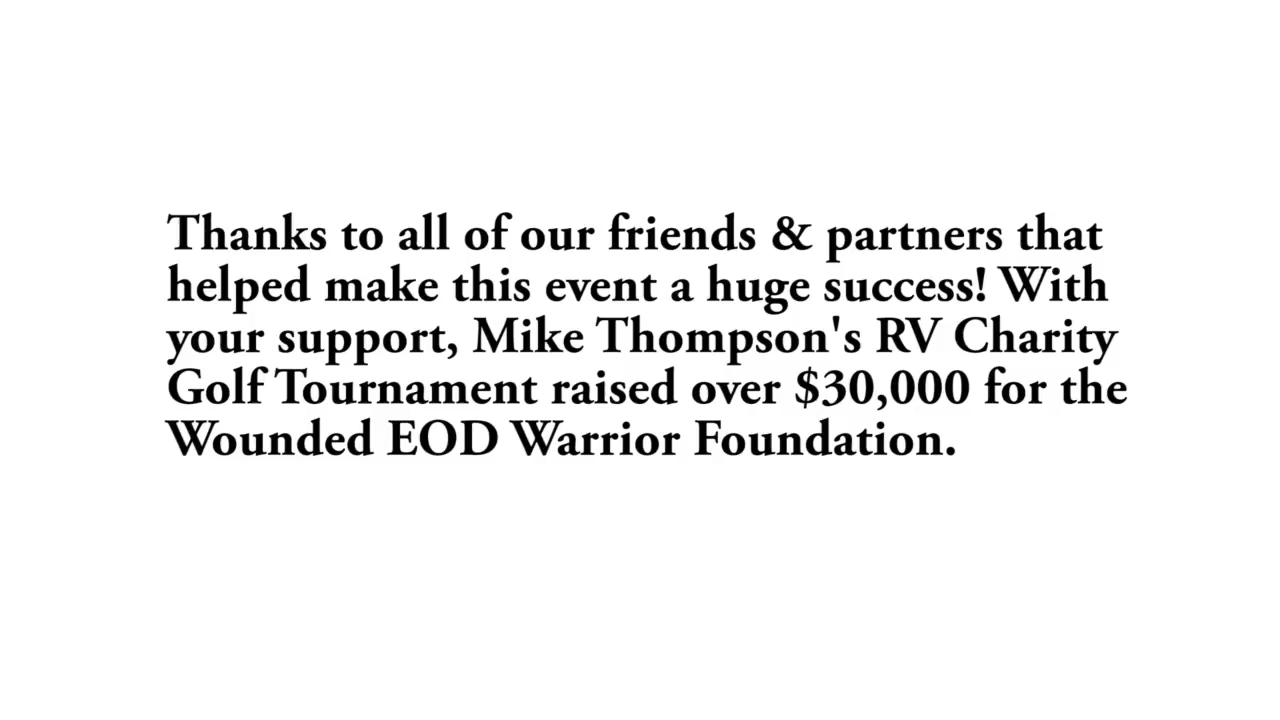 Thanks to all of our friends & partners that
helped make this event a huge success! With
your support, Mike Thompson's RV Charity
Golf Tournament raised over $30,000 for the
Wounded EOD Warrior Foundation.